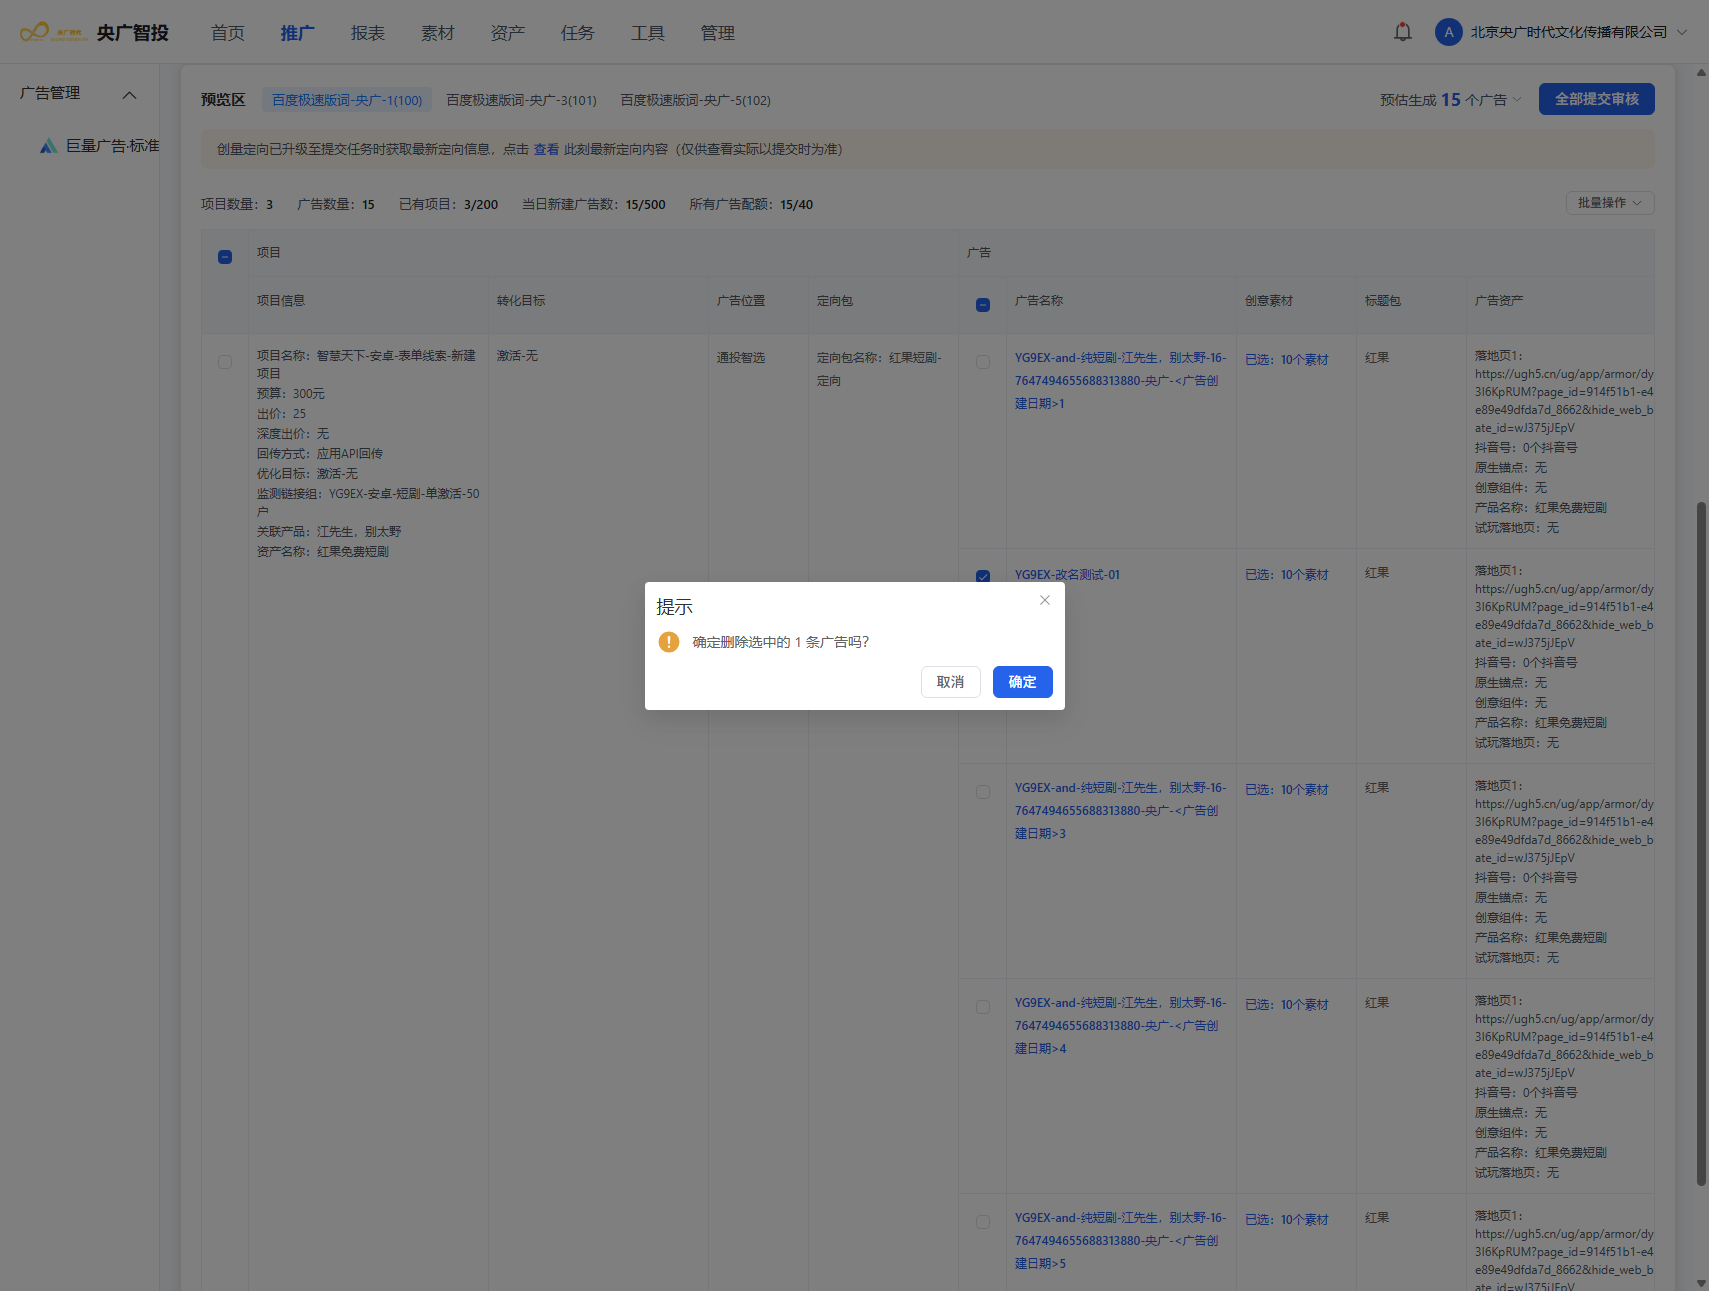 央广智投
首页 推广 报表 素材 资产 任务 工具 管理
A 北京央广时代文化传播有限公司
广告管理
巨量广告·标准
预览区 百度极速版词-央广-1(100) 百度极速版词-央广-3(101) 百度极速版词-央广-5(102)
预估生成 15 个广告 全部提交审核
创量定向已升级至提交任务时获取最新定向信息，点击 查看 此刻最新定向内容（仅供查看实际以提交时为准）
项目数量：3 广告数量：15 已有项目：3/200 当日新建广告数：15/500 所有广告配额：15/40
批量操作
项目 广告
项目信息 转化目标 广告位置 定向包 广告名称 创意素材 标题包 广告资产
项目名称：智慧天下-安卓-表单线索-新建
项目
预算：300元
出价：25
深度出价：无
回传方式：应用API回传
优化目标：激活-无
监测链接组：YG9EX-安卓-短剧-单激活-50
户
关联产品：江先生，别太野
资产名称：红果免费短剧
激活-无
通投智选
定向包名称：红果短剧-
定向
YG9EX-and-纯短剧-江先生，别太野-16-
7647494655688313880-央广-<广告创
建日期>1
已选：10个素材
红果
落地页1:
https://ugh5.cn/ug/app/armor/dy
3I6KpRUM?page_id=914f51b1-e4
e89e49dfda7d_8662&hide_web_b
ate_id=wJ375jJEpV
抖音号：0个抖音号
原生锚点：无
创意组件：无
产品名称：红果免费短剧
试玩落地页：无
YG9EX-改名测试-01
已选：10个素材
红果
落地页1:
https://ugh5.cn/ug/app/armor/dy
3I6KpRUM?page_id=914f51b1-e4
e89e49dfda7d_8662&hide_web_b
ate_id=wJ375jJEpV
抖音号：0个抖音号
原生锚点：无
创意组件：无
产品名称：红果免费短剧
试玩落地页：无
提示
确定删除选中的 1 条广告吗？
取消 确定
YG9EX-and-纯短剧-江先生，别太野-16-
7647494655688313880-央广-<广告创
建日期>3
已选：10个素材
红果
落地页1:
https://ugh5.cn/ug/app/armor/dy
3I6KpRUM?page_id=914f51b1-e4
e89e49dfda7d_8662&hide_web_b
ate_id=wJ375jJEpV
抖音号：0个抖音号
原生锚点：无
创意组件：无
产品名称：红果免费短剧
试玩落地页：无
YG9EX-and-纯短剧-江先生，别太野-16-
7647494655688313880-央广-<广告创
建日期>4
已选：10个素材
红果
落地页1:
https://ugh5.cn/ug/app/armor/dy
3I6KpRUM?page_id=914f51b1-e4
e89e49dfda7d_8662&hide_web_b
ate_id=wJ375jJEpV
抖音号：0个抖音号
原生锚点：无
创意组件：无
产品名称：红果免费短剧
试玩落地页：无
YG9EX-and-纯短剧-江先生，别太野-16-
7647494655688313880-央广-<广告创
建日期>5
已选：10个素材
红果
落地页1:
https://ugh5.cn/ug/app/armor/dy
3I6KpRUM?page_id=914f51b1-e4
e89e49dfda7d_8662&hide_web_b
ate_id=wJ375jJEpV